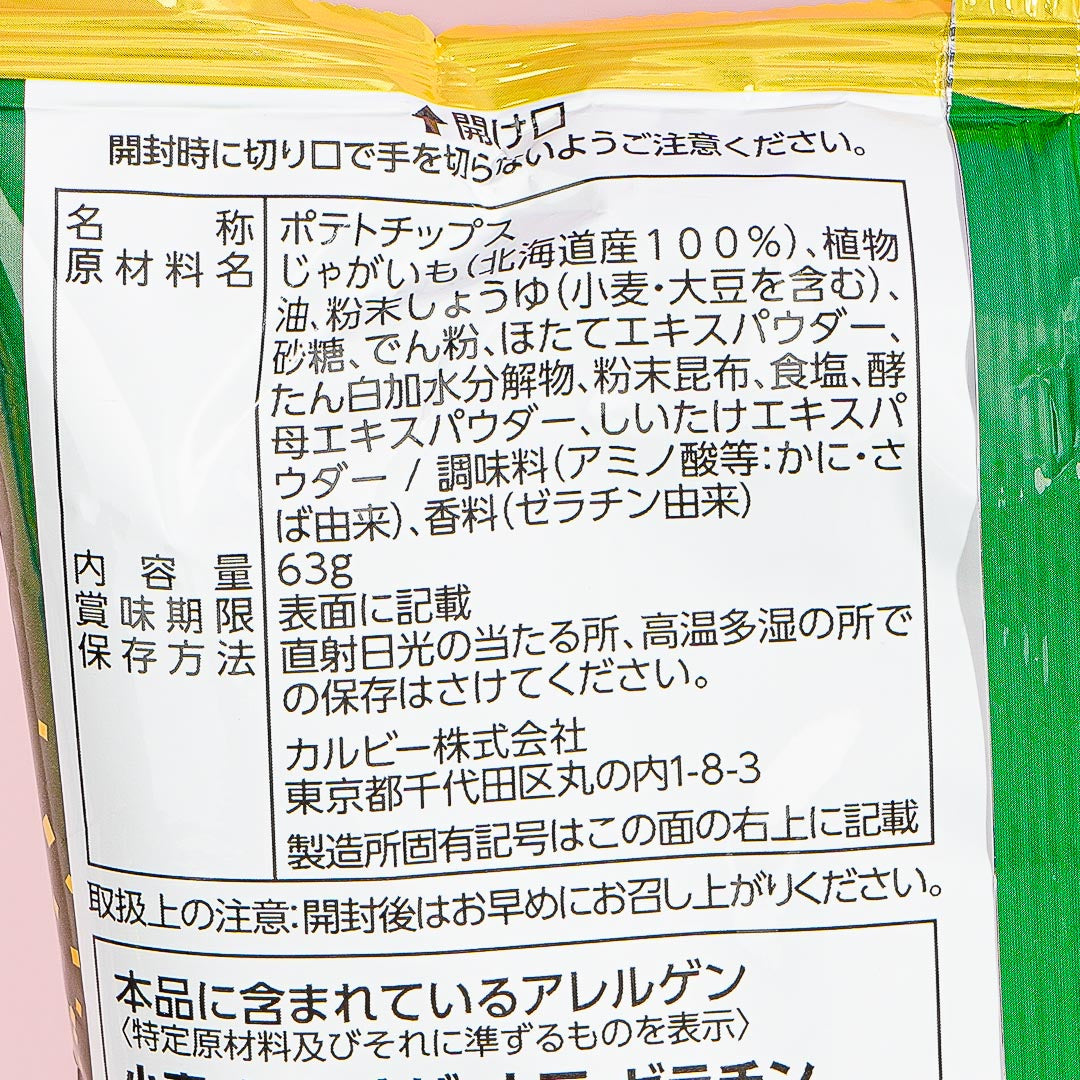 ↑開け口
開封時に切り口で手を切らないようご注意ください。
名称 ポテトチップス
原材料名 じゃがいも(北海道産100%)、植物
油、粉末しょうゆ(小麦・大豆を含む)、
砂糖、でん粉、ほたてエキスパウダー、
たん白加水分解物、粉末昆布、食塩、酵
母エキスパウダー、しいたけエキスパ
ウダー / 調味料(アミノ酸等:かに・さ
ば由来)、香料(ゼラチン由来)
内容量 63g
賞味期限 表面に記載
保存方法 直射日光の当たる所、高温多湿の所で
の保存はさけてください。
カルビー株式会社
東京都千代田区丸の内1-8-3
製造所固有記号はこの面の右上に記載
取扱上の注意:開封後はお早めにお召し上がりください。
本品に含まれているアレルゲン
〈特定原材料及びそれに準ずるものを表示〉